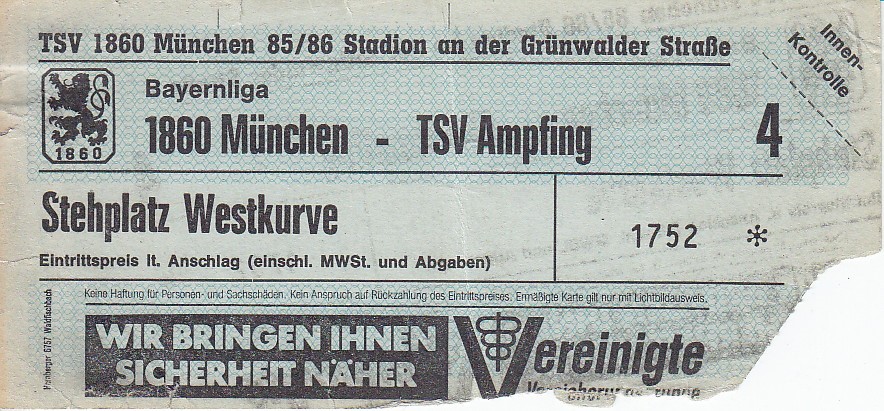 TSV 1860 München 85/86 Stadion an der Grünwalder Straße
Innen-
Kontrolle
1860
Bayernliga
1860 München - TSV Ampfing
4
Stehplatz Westkurve
1752 *
Eintrittspreis lt. Anschlag (einschl. MWSt. und Abgaben)
Keine Haftung für Personen- und Sachschäden. Kein Anspruch auf Rückzahlung des Eintrittspreises. Ermäßigte Karte gilt nur mit Lichtbildausweis.
6757 Waldfischbach
WIR BRINGEN IHNEN
SICHERHEIT NÄHER
Vereinigte